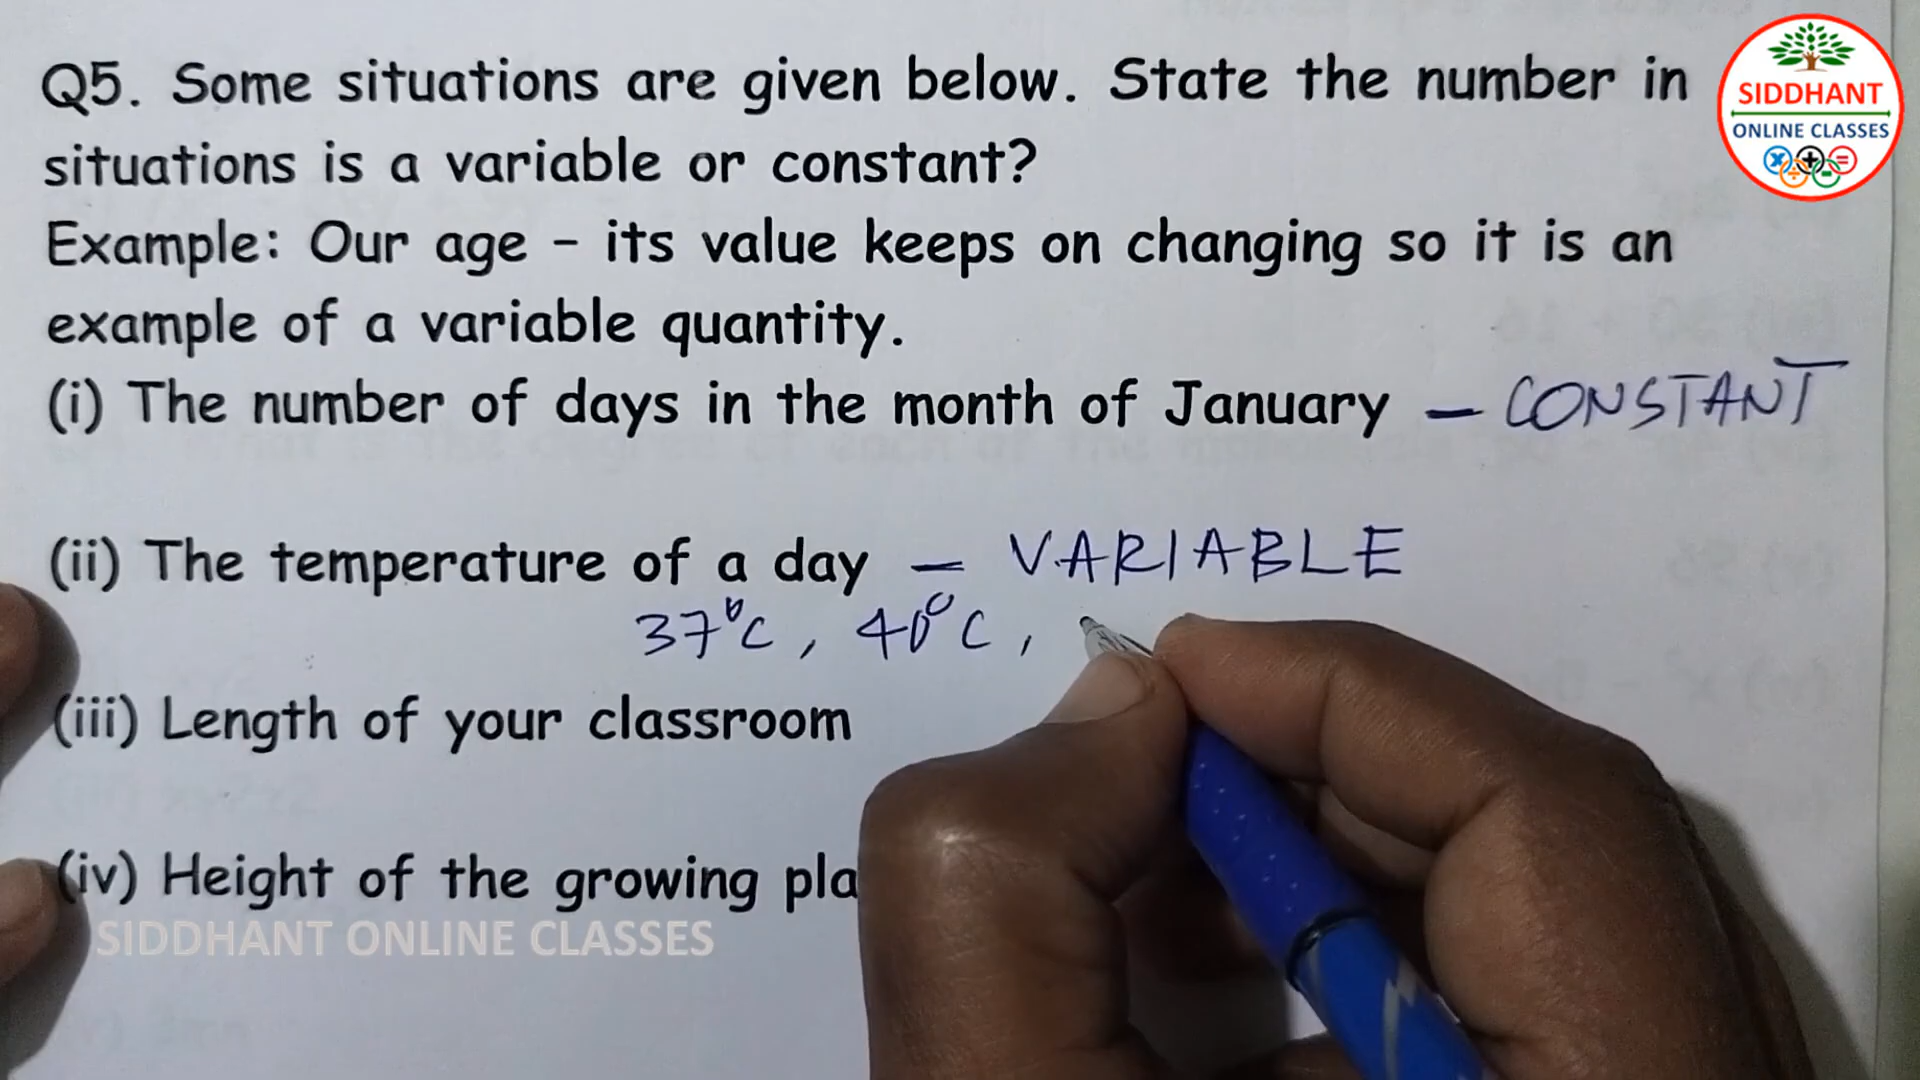 Q5. Some situations are given below. State the number in
situations is a variable or constant?
Example: Our age - its value keeps on changing so it is an
example of a variable quantity.
(i) The number of days in the month of January — CONSTANT
(ii) The temperature of a day — VARIABLE
37°C, 40°C,
(iii) Length of your classroom
(iv) Height of the growing pla
SIDDHANT ONLINE CLASSES
SIDDHANT
ONLINE CLASSES